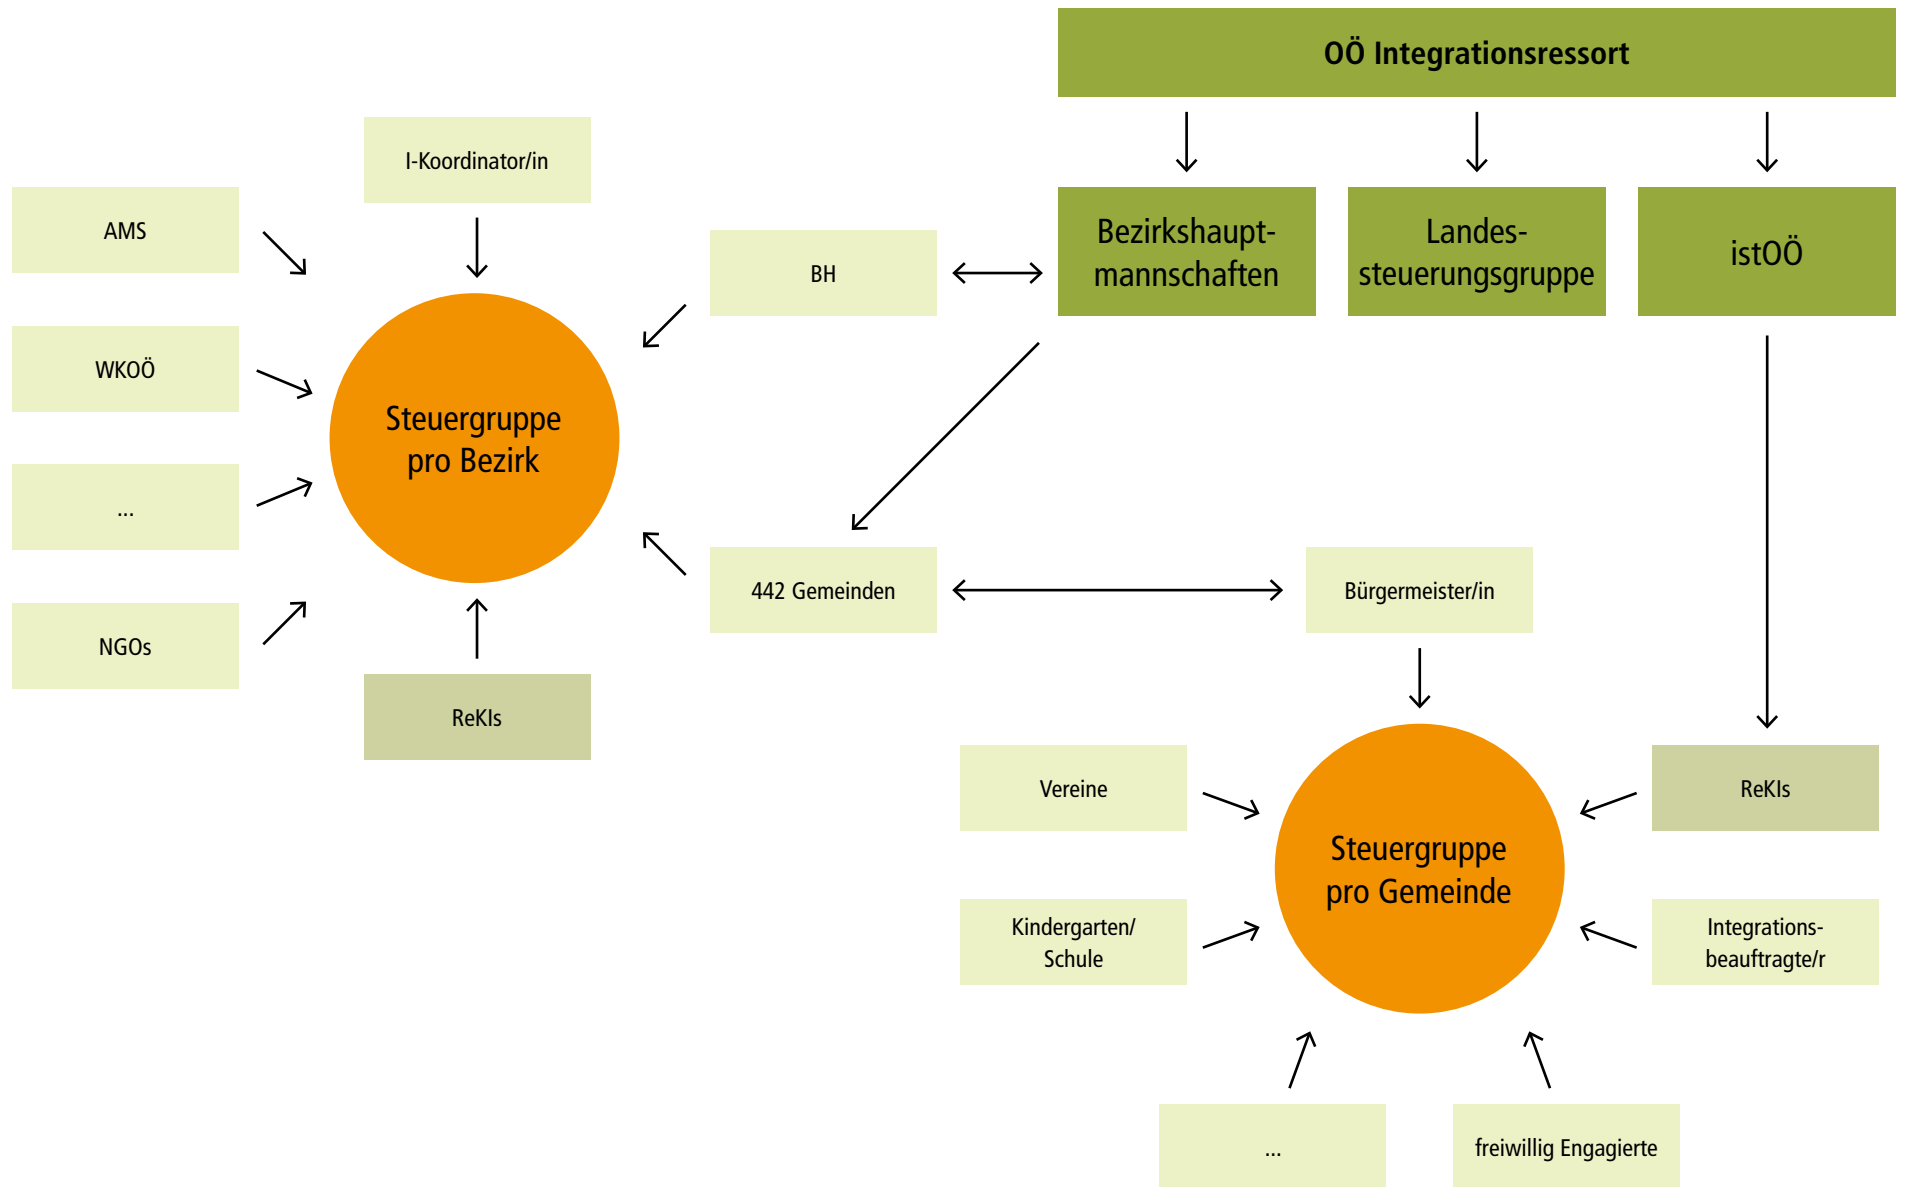 OÖ Integrationsressort
I-Koordinator/in
AMS
BH
Bezirkshaupt-
mannschaften
Landes-
steuerungsgruppe
istOÖ
WKOÖ
Steuergruppe
pro Bezirk
...
442 Gemeinden
Bürgermeister/in
NGOs
ReKIs
Vereine
ReKIs
Steuergruppe
pro Gemeinde
Kindergarten/
Schule
Integrations-
beauftragte/r
...
freiwillig Engagierte